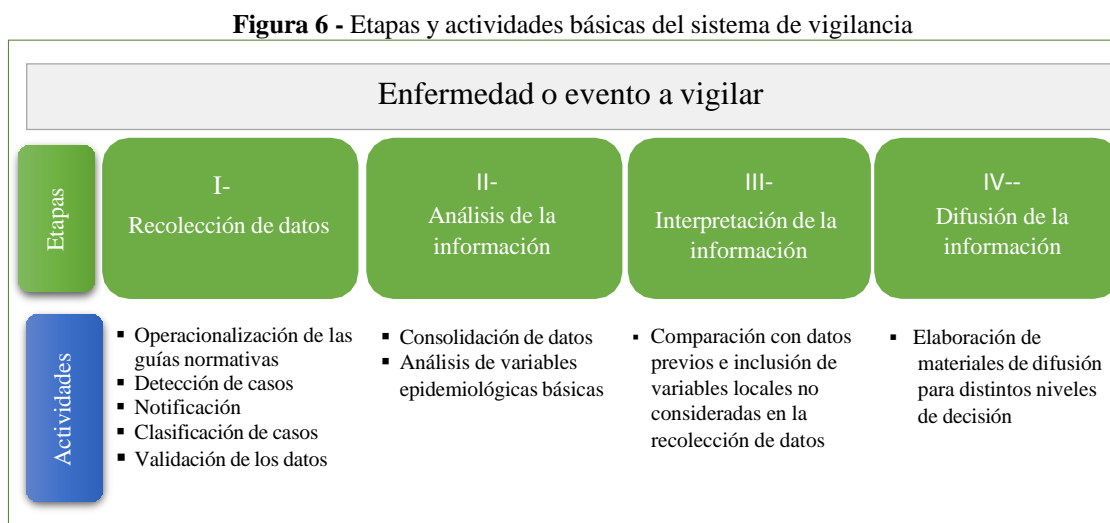 Figura 6 - Etapas y actividades básicas del sistema de vigilancia
Enfermedad o evento a vigilar
Etapas
I-
Recolección de datos
II-
Análisis de la
información
III-
Interpretación de la
información
IV--
Difusión de la
información
Actividades
▪ Operacionalización de las
guías normativas
▪ Detección de casos
▪ Notificación
▪ Clasificación de casos
▪ Validación de los datos
▪ Consolidación de datos
▪ Análisis de variables
epidemiológicas básicas
▪ Comparación con datos
previos e inclusión de
variables locales no
consideradas en la
recolección de datos
▪ Elaboración de
materiales de difusión
para distintos niveles
de decisión